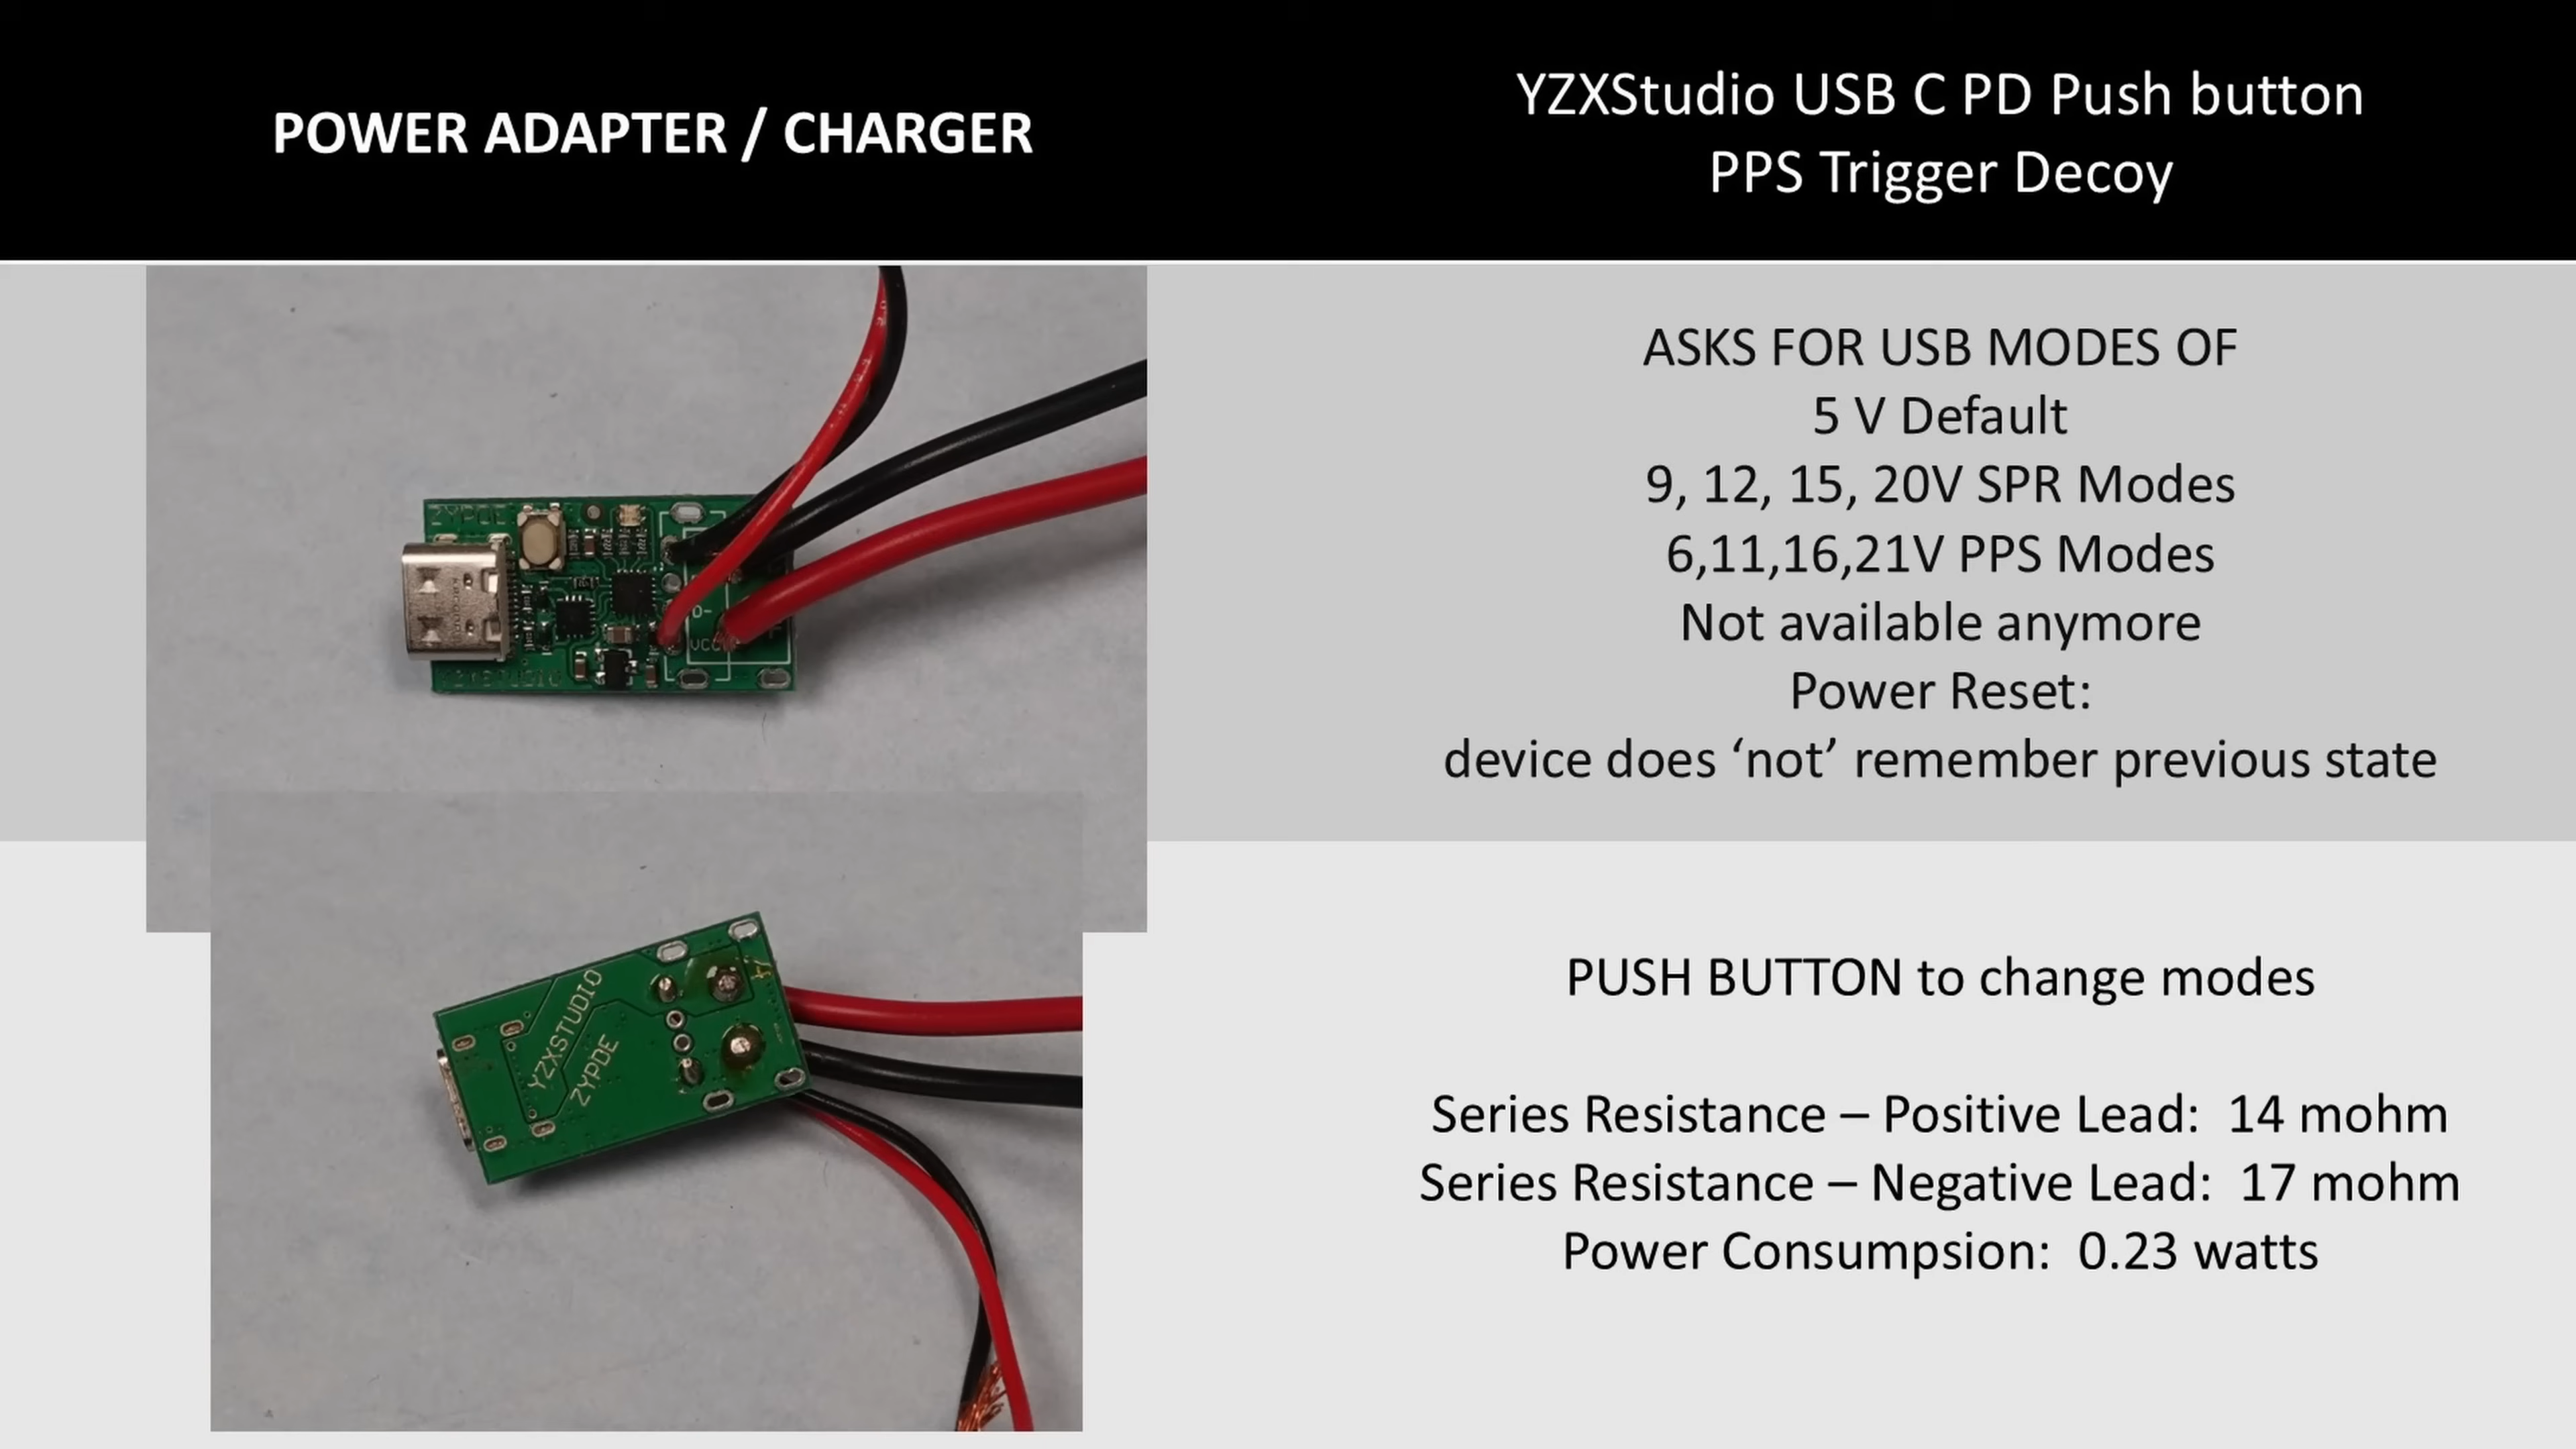 POWER ADAPTER / CHARGER
YZXStudio USB C PD Push button
PPS Trigger Decoy
ASKS FOR USB MODES OF
5 V Default
9, 12, 15, 20V SPR Modes
6,11,16,21V PPS Modes
Not available anymore
Power Reset:
device does ‘not’ remember previous state
ZYPDE
D-
VCC
YZXSTUDIO
YZXSTUDIO
ZYPDE
PUSH BUTTON to change modes
Series Resistance – Positive Lead: 14 mohm
Series Resistance – Negative Lead: 17 mohm
Power Consumpsion: 0.23 watts